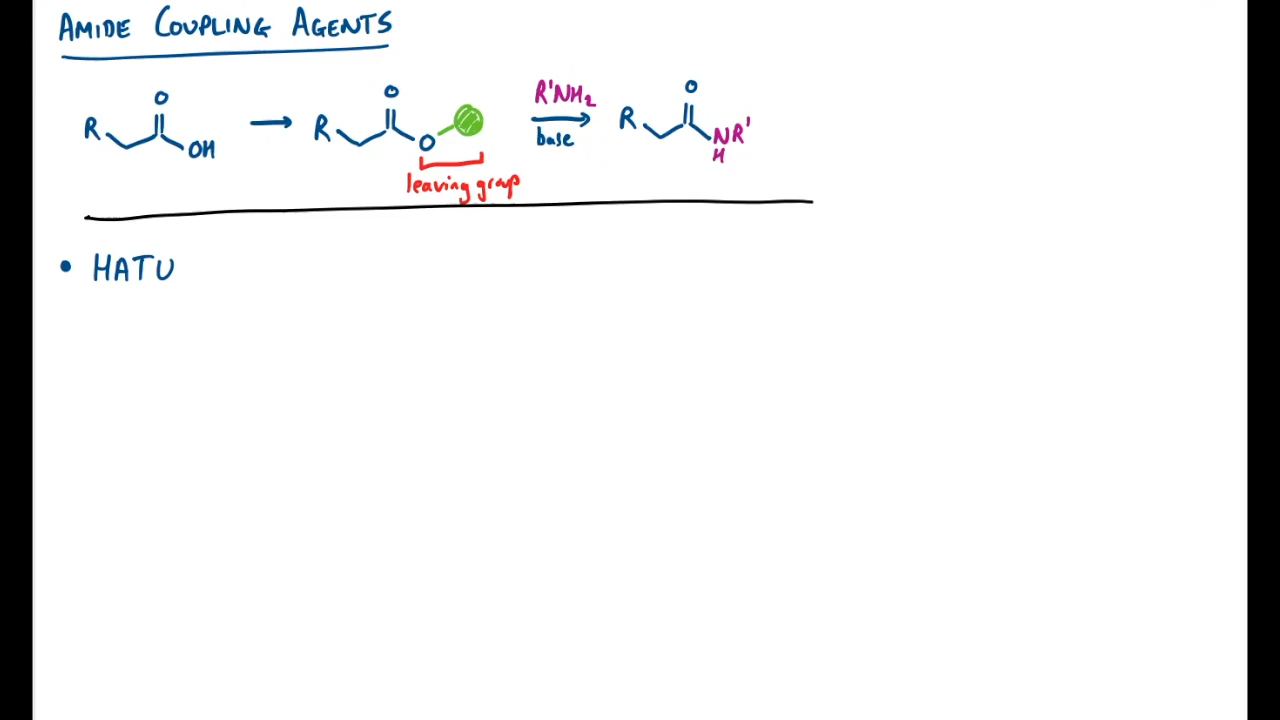 AMIDE COUPLING AGENTS
R O OH → R O O R'NH₂ base → R O NR' H
leaving group
• HATU